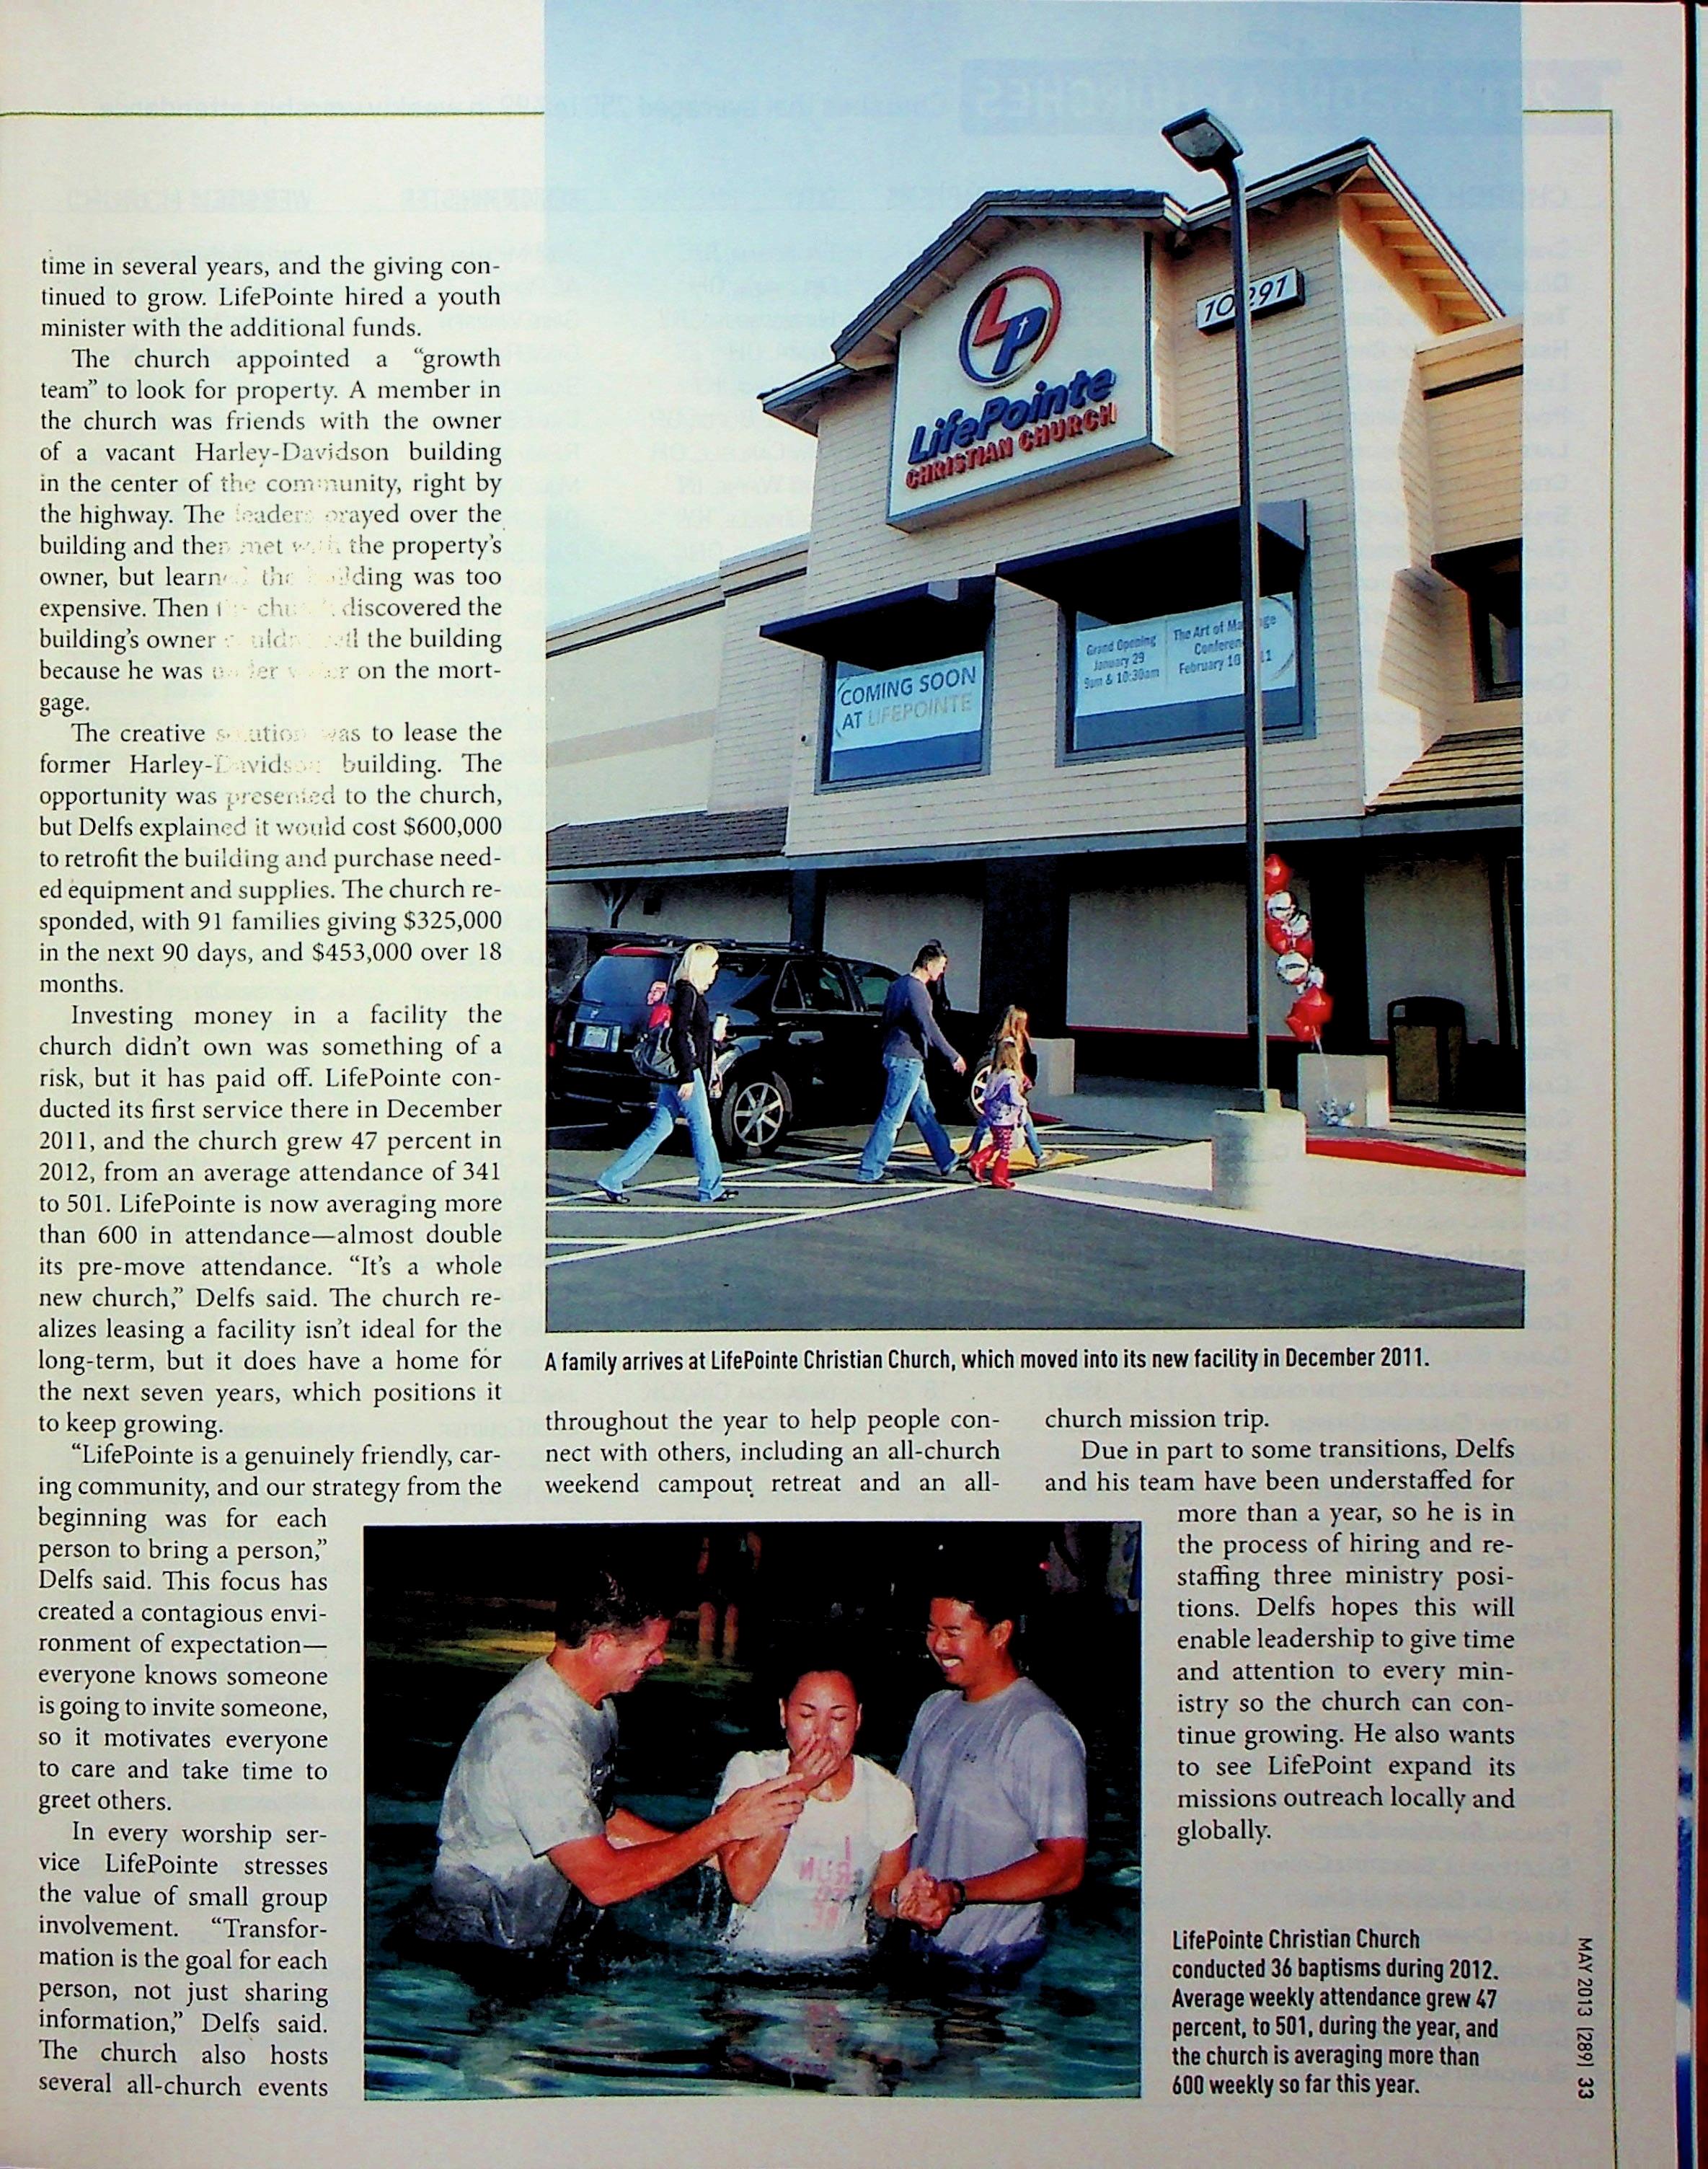 time in several years, and the giving con-
tinued to grow. LifePointe hired a youth
minister with the additional funds.
The church appointed a “growth
team” to look for property. A member in
the church was friends with the owner
of a vacant Harley-Davidson building
in the center of the community, right by
the highway. The leaders prayed over the
building and then met with the property’s
owner, but learned the building was too
expensive. Then the church discovered the
building’s owner couldn’t sell the building
because he was under water on the mort-
gage.
The creative solution was to lease the
former Harley-Davidson building. The
opportunity was presented to the church,
but Delfs explained it would cost $600,000
to retrofit the building and purchase need-
ed equipment and supplies. The church re-
sponded, with 91 families giving $325,000
in the next 90 days, and $453,000 over 18
months.
Investing money in a facility the
church didn’t own was something of a
risk, but it has paid off. LifePointe con-
ducted its first service there in December
2011, and the church grew 47 percent in
2012, from an average attendance of 341
to 501. LifePointe is now averaging more
than 600 in attendance—almost double
its pre-move attendance. “It’s a whole
new church,” Delfs said. The church re-
alizes leasing a facility isn’t ideal for the
long-term, but it does have a home for
the next seven years, which positions it
to keep growing.
“LifePointe is a genuinely friendly, car-
ing community, and our strategy from the
beginning was for each
person to bring a person,”
Delfs said. This focus has
created a contagious envi-
ronment of expectation—
everyone knows someone
is going to invite someone,
so it motivates everyone
to care and take time to
greet others.
In every worship ser-
vice LifePointe stresses
the value of small group
involvement. “Transfor-
mation is the goal for each
person, not just sharing
information,” Delfs said.
The church also hosts
several all-church events
LP
LifePointe
CHRISTIAN CHURCH
10291
COMING SOON
AT LIFEPOINTE
Grand Opening
January 29
9am & 10:30am
The Art of Marriage
Conference
February 10 11
A family arrives at LifePointe Christian Church, which moved into its new facility in December 2011.
throughout the year to help people con-
nect with others, including an all-church
weekend campout retreat and an all-
church mission trip.
Due in part to some transitions, Delfs
and his team have been understaffed for
more than a year, so he is in
the process of hiring and re-
staffing three ministry posi-
tions. Delfs hopes this will
enable leadership to give time
and attention to every min-
istry so the church can con-
tinue growing. He also wants
to see LifePoint expand its
missions outreach locally and
globally.
LifePointe Christian Church
conducted 36 baptisms during 2012.
Average weekly attendance grew 47
percent, to 501, during the year, and
the church is averaging more than
600 weekly so far this year.
MAY 2013 [289] 33